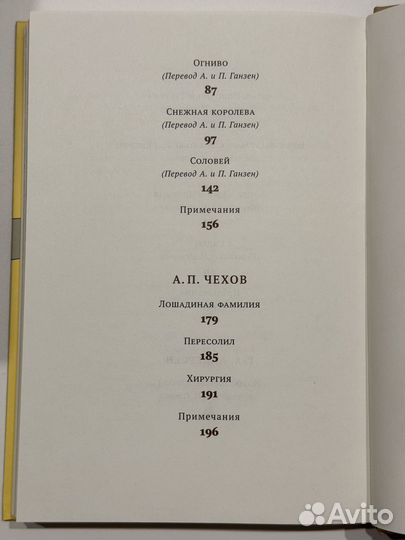 Огниво
(Перевод А. и П. Ганзен)
87
Снежная королева
(Перевод А. и П. Ганзен)
97
Соловей
(Перевод А. и П. Ганзен)
142
Примечания
156
А. П. ЧЕХОВ
Лошадиная фамилия
179
Пересолил
185
Хирургия
191
Примечания
196
Avito